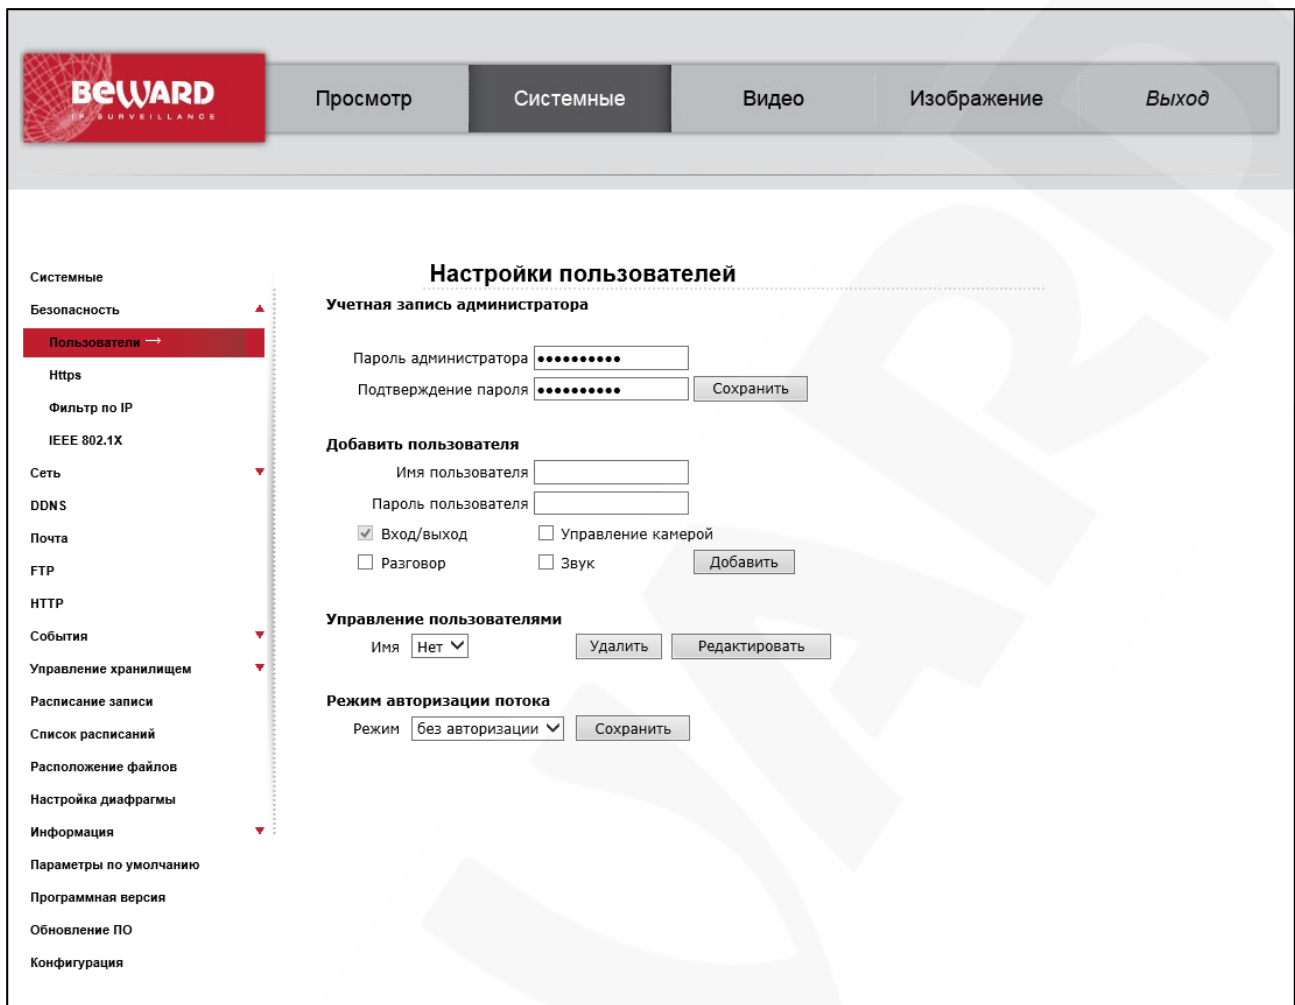 BEWARD
IP SURVEILLANCE
Просмотр
Системные
Видео
Изображение
Выход
Системные
Безопасность
Пользователи →
Https
Фильтр по IP
IEEE 802.1X
Сеть
DDNS
Почта
FTP
HTTP
События
Управление хранилищем
Расписание записи
Список расписаний
Расположение файлов
Настройка диафрагмы
Информация
Параметры по умолчанию
Программная версия
Обновление ПО
Конфигурация
Настройки пользователей
Учетная запись администратора
Пароль администратора ••••••••••
Подтверждение пароля •••••••••• Сохранить
Добавить пользователя
Имя пользователя
Пароль пользователя
Вход/выход Управление камерой
Разговор Звук Добавить
Управление пользователями
Имя Нет Удалить Редактировать
Режим авторизации потока
Режим без авторизации Сохранить